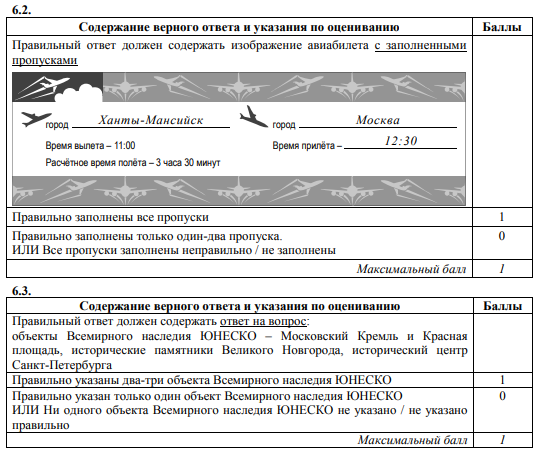 6.2.
Содержание верного ответа и указания по оцениванию Баллы
Правильный ответ должен содержать изображение авиабилета с заполненными
пропусками
город Ханты-Мансийск город Москва
Время вылета – 11:00 Время прилёта – 12:30
Расчётное время полёта – 3 часа 30 минут
Правильно заполнены все пропуски 1
Правильно заполнены только один-два пропуска. 0
ИЛИ Все пропуски заполнены неправильно / не заполнены
Максимальный балл 1
6.3.
Содержание верного ответа и указания по оцениванию Баллы
Правильный ответ должен содержать ответ на вопрос:
объекты Всемирного наследия ЮНЕСКО – Московский Кремль и Красная
площадь, исторические памятники Великого Новгорода, исторический центр
Санкт-Петербурга
Правильно указаны два-три объекта Всемирного наследия ЮНЕСКО 1
Правильно указан только один объект Всемирного наследия ЮНЕСКО 0
ИЛИ Ни одного объекта Всемирного наследия ЮНЕСКО не указано / не указано
правильно
Максимальный балл 1